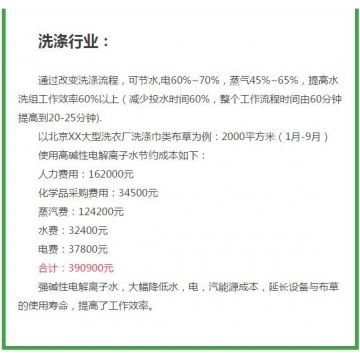 洗涤行业：
通过改变洗涤流程，可节水,电60%~70%，蒸气45%~65%，提高水
洗组工作效率60%以上（减少投水时间60%，整个工作流程时间由60分钟
提高到20-25分钟).
以北京XX大型洗衣厂洗涤巾类布草为例：2000平方米（1月-9月）
使用高碱性电解离子水节约成本如下：
人力费用：162000元
化学品采购费用：34500元
蒸汽费：124200元
水费：32400元
电费：37800元
合计：390900元
强碱性电解离子水，大幅降低水，电，汽能源成本，延长设备与布草
的使用寿命，提高了工作效率。